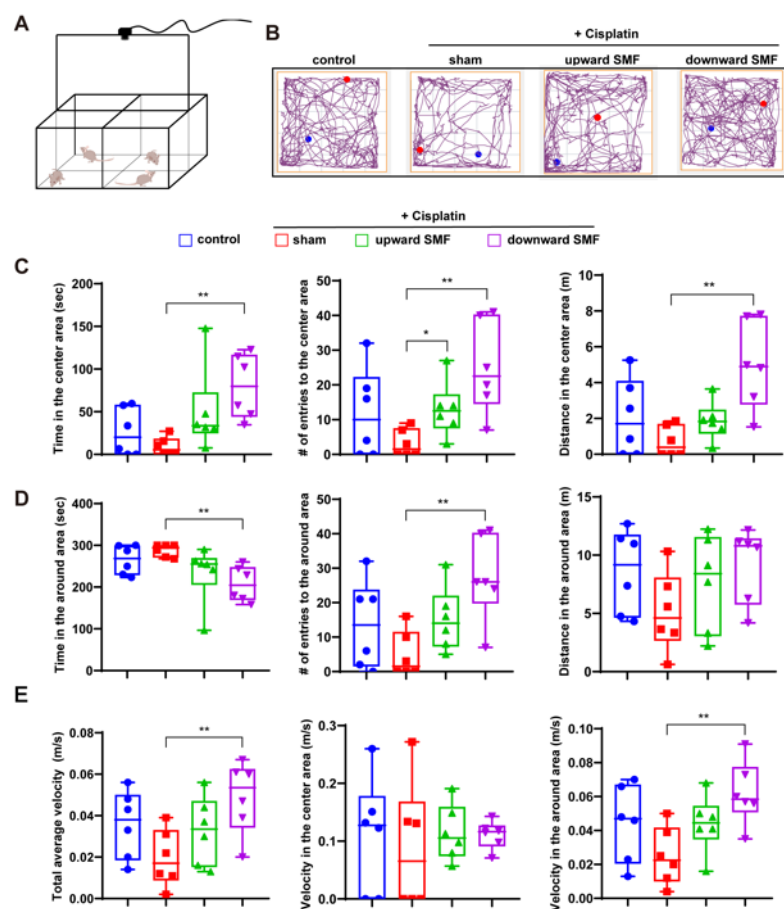 A
B
+ Cisplatin
control
sham
upward SMF
downward SMF
+ Cisplatin
control
sham
upward SMF
downward SMF
C
Time in the center area (sec)
200
150
100
50
0
**
# of entries to the center area
50
40
30
20
10
0
*
**
Distance in the center area (m)
8
6
4
2
0
**
D
Time in the around area (sec)
400
300
200
100
0
**
# of entries to the around area
50
40
30
20
10
0
**
Distance in the around area (m)
15
10
5
0
E
Total average velocity (m/s)
0.08
0.06
0.04
0.02
0.00
**
Velocity in the center area (m/s)
0.3
0.2
0.1
0.0
Velocity in the around area (m/s)
0.10
0.08
0.06
0.04
0.02
0.00
**